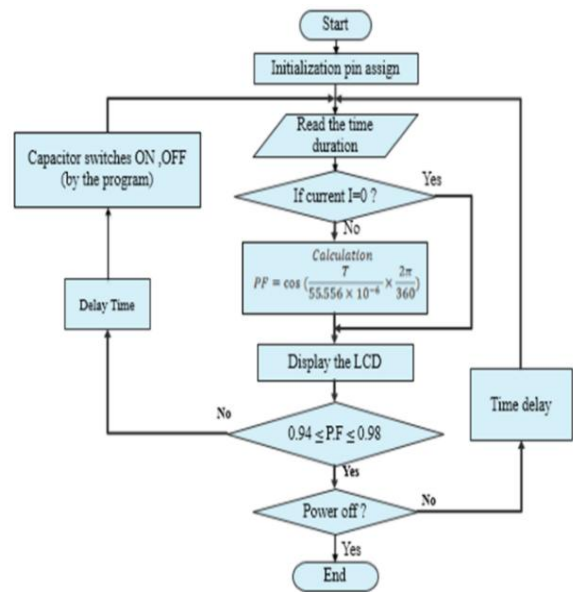 Start
Initialization pin assign
Read the time
duration
Capacitor switches ON ,OFF
(by the program)
If current I=0 ?
Yes
No
Calculation
PF = cos (T / 55.556 × 10⁻⁶ × 2π / 360)
Delay Time
Display the LCD
Time delay
No
0.94 ≤ P.F ≤ 0.98
Yes
Power off ?
No
Yes
End